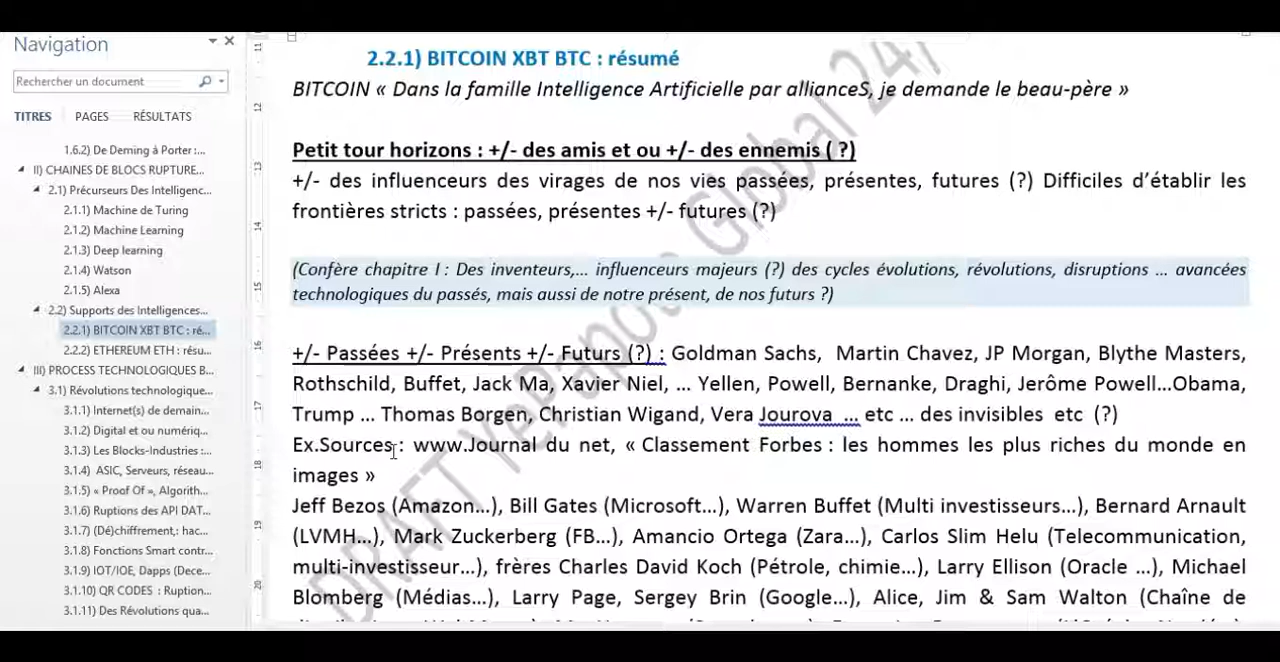 Navigation
Rechercher un document
TITRES PAGES RÉSULTATS
1.6.2) De Deming à Porter :...
II) CHAINES DE BLOCS RUPTURE...
2.1) Précurseurs Des Intelligenc...
2.1.1) Machine de Turing
2.1.2) Machine Learning
2.1.3) Deep learning
2.1.4) Watson
2.1.5) Alexa
2.2) Supports des Intelligences...
2.2.1) BITCOIN XBT BTC : ré...
2.2.2) ETHEREUM ETH : résu...
III) PROCESS TECHNOLOGIQUES B...
3.1) Révolutions technologique...
3.1.1) Internet(s) de demain...
3.1.2) Digital et ou numériq...
3.1.3) Les Blocks-Industries :...
3.1.4) ASIC, Serveurs, réseau...
3.1.5) « Proof Of », Algorith...
3.1.6) Ruptions des API DAT...
3.1.7) (Dé)chiffrement,: hac...
3.1.8) Fonctions Smart contr...
3.1.9) IOT/IOE, Dapps (Dece...
3.1.10) QR CODES : Ruption...
3.1.11) Des Révolutions qua...
11
12
13
14
15
16
17
18
19
20
2.2.1) BITCOIN XBT BTC : résumé
BITCOIN « Dans la famille Intelligence Artificielle par allianceS, je demande le beau-père »
Petit tour horizons : +/- des amis et ou +/- des ennemis ( ?)
+/- des influenceurs des virages de nos vies passées, présentes, futures (?) Difficiles d’établir les
frontières stricts : passées, présentes +/- futures (?)
(Confère chapitre I : Des inventeurs,... influenceurs majeurs (?) des cycles évolutions, révolutions, disruptions ... avancées
technologiques du passés, mais aussi de notre présent, de nos futurs ?)
+/- Passées +/- Présents +/- Futurs (?) : Goldman Sachs, Martin Chavez, JP Morgan, Blythe Masters,
Rothschild, Buffet, Jack Ma, Xavier Niel, ... Yellen, Powell, Bernanke, Draghi, Jerôme Powell...Obama,
Trump ... Thomas Borgen, Christian Wigand, Vera Jourova ... etc ... des invisibles etc (?)
Ex.Sources : www.Journal du net, « Classement Forbes : les hommes les plus riches du monde en
images »
Jeff Bezos (Amazon...), Bill Gates (Microsoft...), Warren Buffet (Multi investisseurs...), Bernard Arnault
(LVMH...), Mark Zuckerberg (FB...), Amancio Ortega (Zara...), Carlos Slim Helu (Telecommunication,
multi-investisseur...), frères Charles David Koch (Pétrole, chimie...), Larry Ellison (Oracle ...), Michael
Blomberg (Médias...), Larry Page, Sergey Brin (Google...), Alice, Jim & Sam Walton (Chaîne de
DRAFT YePapos Global 24/